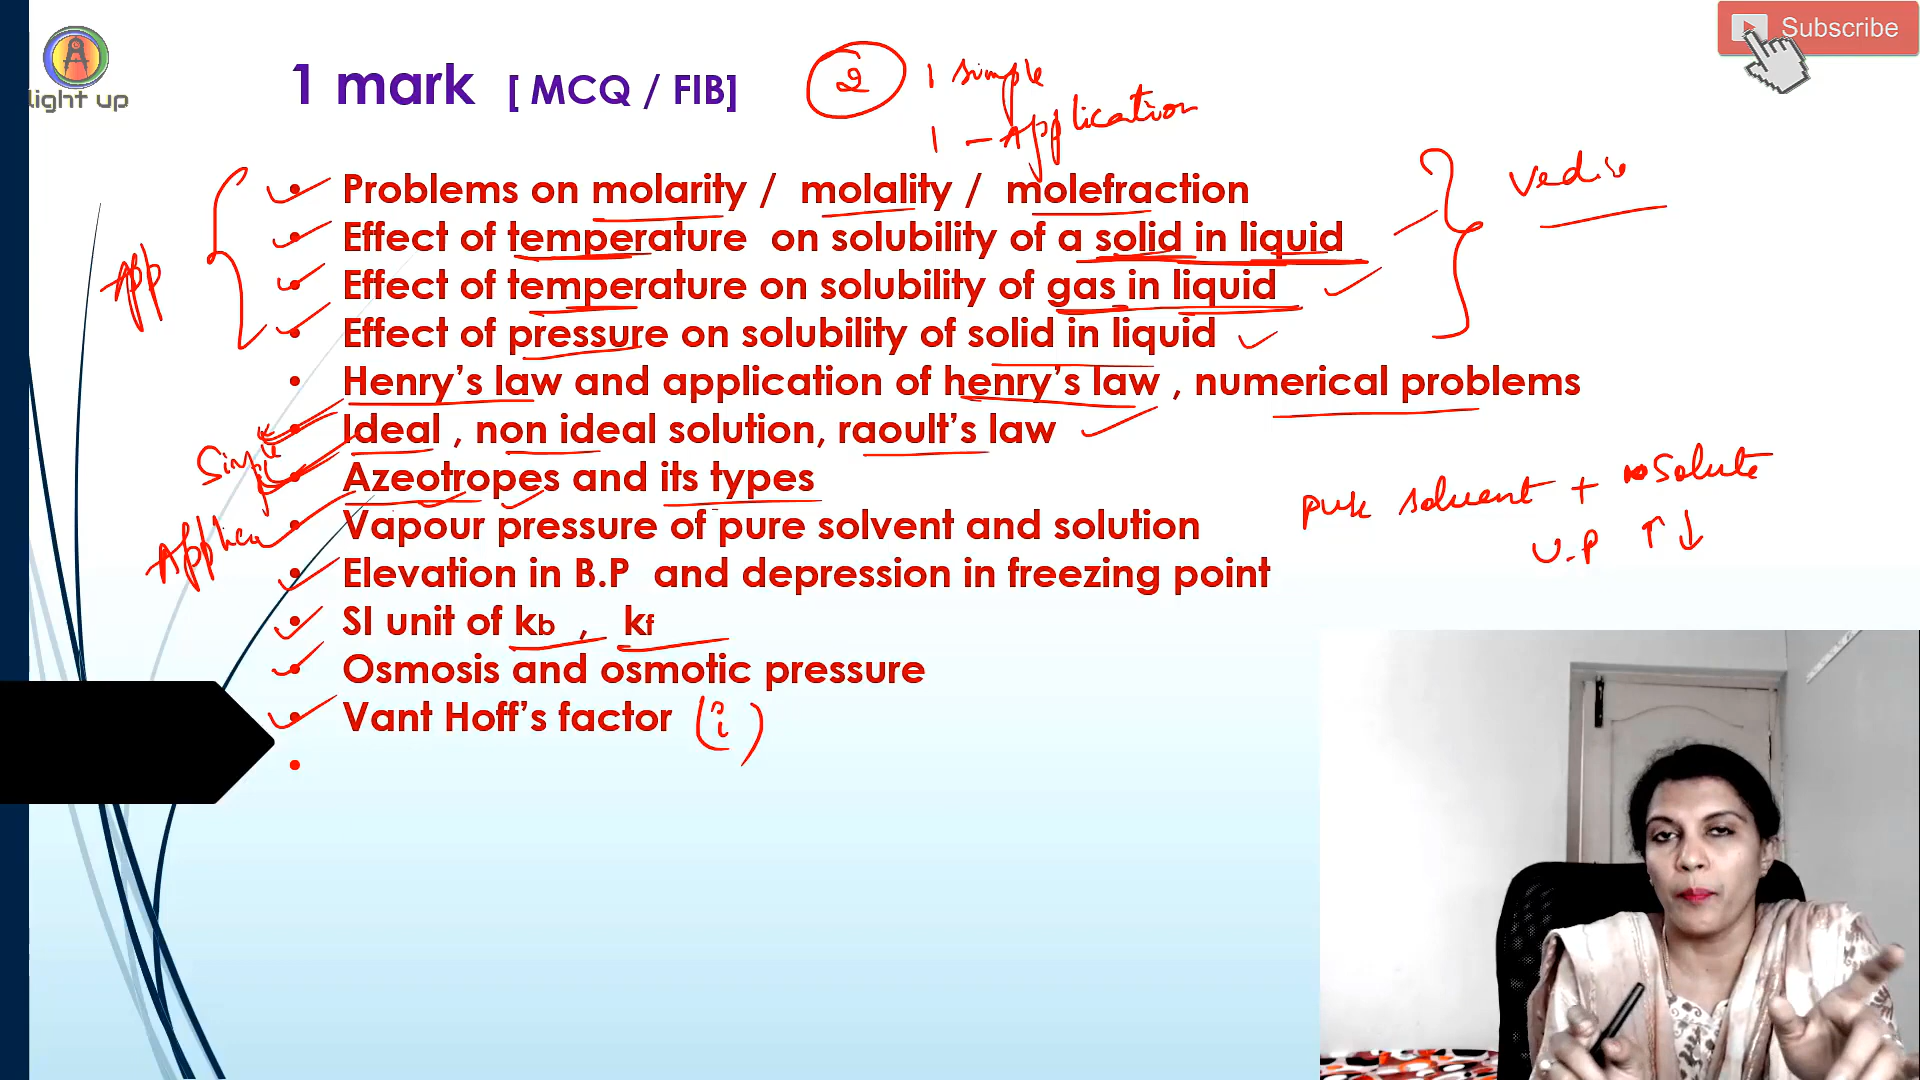 light up
Subscribe
1 mark [ MCQ / FIB]
2
1 simple
1 - Application
• Problems on molarity / molality / molefraction
• Effect of temperature on solubility of a solid in liquid
• Effect of temperature on solubility of gas in liquid
• Effect of pressure on solubility of solid in liquid
App
• Henry’s law and application of henry’s law , numerical problems
• Ideal , non ideal solution, raoult’s law
Simple
• Azeotropes and its types
pure solvent + solute
V.P ↑ ↓
• Vapour pressure of pure solvent and solution
• Elevation in B.P and depression in freezing point
• SI unit of kb , kf
• Osmosis and osmotic pressure
• Vant Hoff’s factor (i)
•